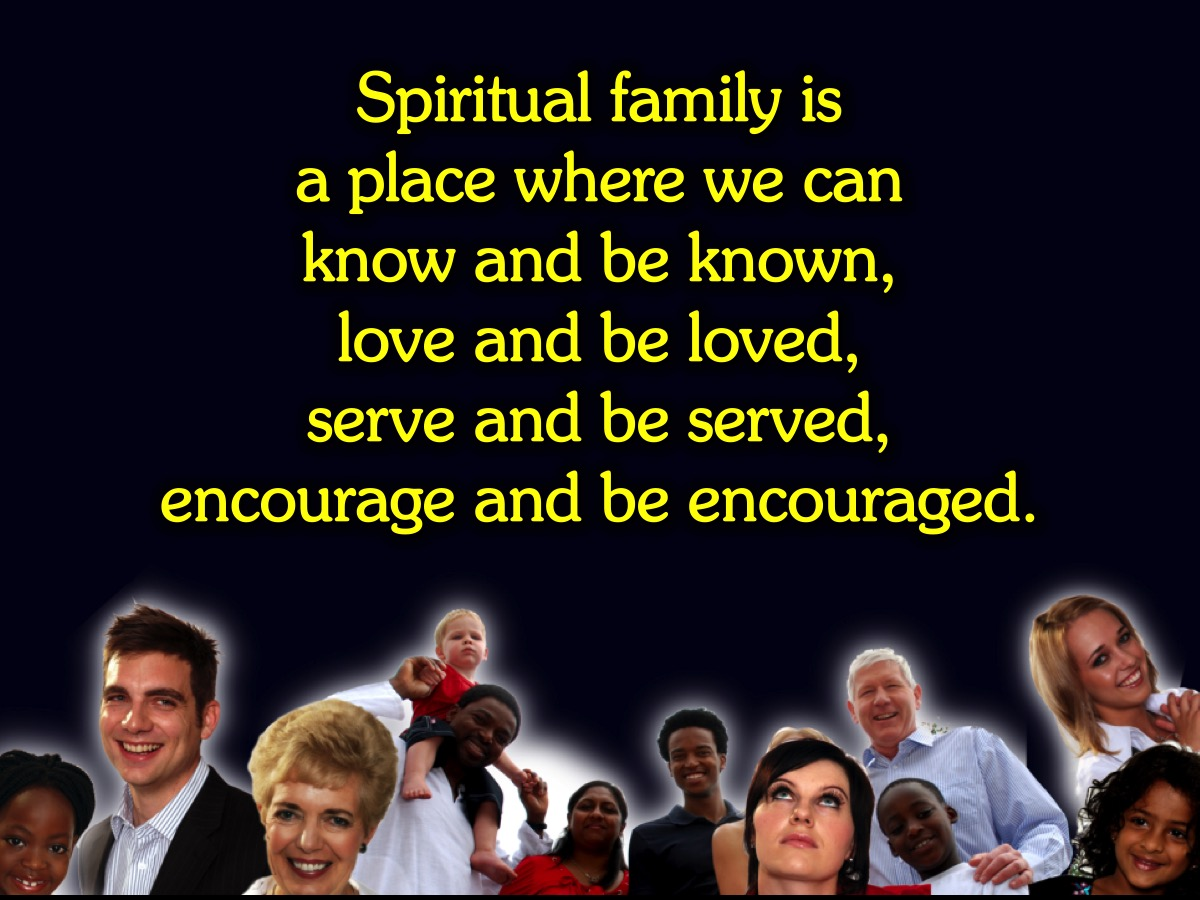 Spiritual family is
a place where we can
know and be known,
love and be loved,
serve and be served,
encourage and be encouraged.